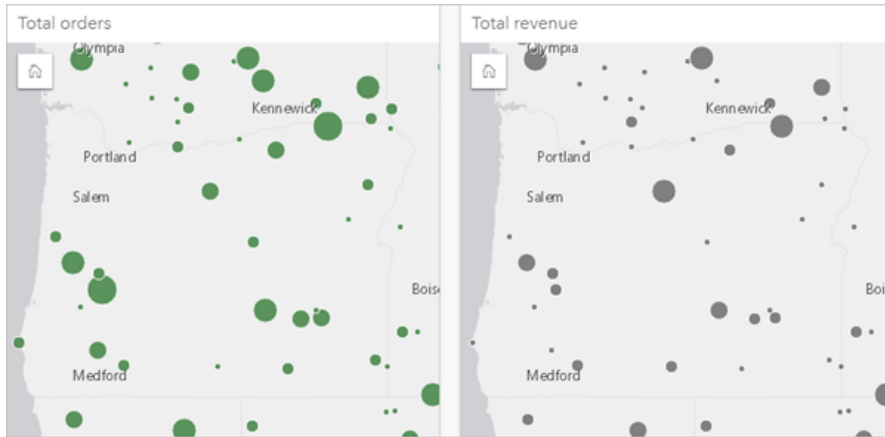 Total orders
Olympia
Kennewick
Portland
Salem
Medford
Total revenue
Olympia
Kennewick
Portland
Salem
Medford